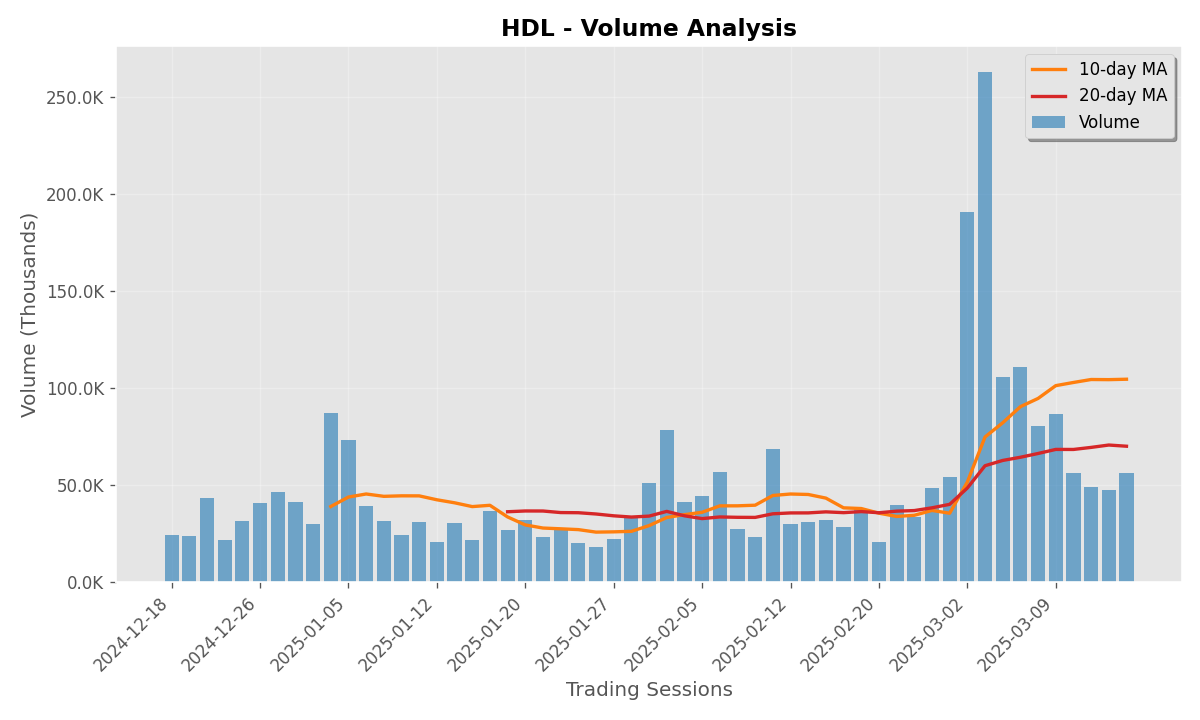 HDL - Volume Analysis
10-day MA
20-day MA
Volume
Volume (Thousands)
250.0K
200.0K
150.0K
100.0K
50.0K
0.0K
2024-12-18
2024-12-26
2025-01-05
2025-01-12
2025-01-20
2025-01-27
2025-02-05
2025-02-12
2025-02-20
2025-03-02
2025-03-09
Trading Sessions